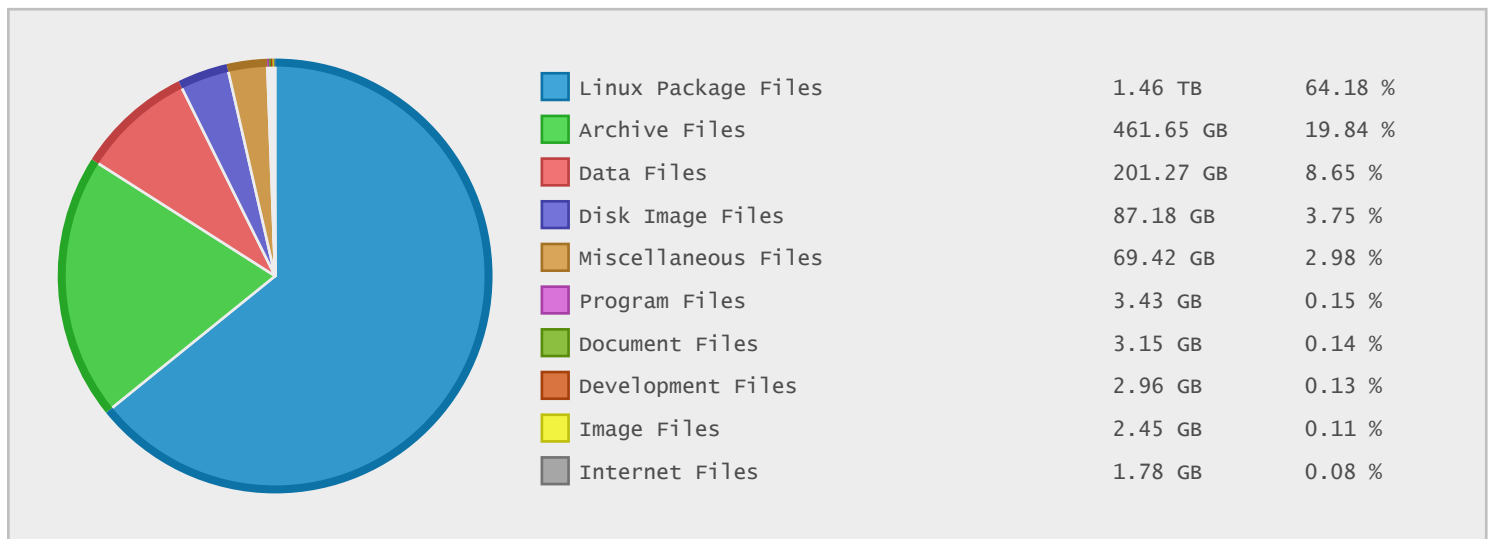 Linux Package Files 1.46 TB 64.18 %
Archive Files 461.65 GB 19.84 %
Data Files 201.27 GB 8.65 %
Disk Image Files 87.18 GB 3.75 %
Miscellaneous Files 69.42 GB 2.98 %
Program Files 3.43 GB 0.15 %
Document Files 3.15 GB 0.14 %
Development Files 2.96 GB 0.13 %
Image Files 2.45 GB 0.11 %
Internet Files 1.78 GB 0.08 %